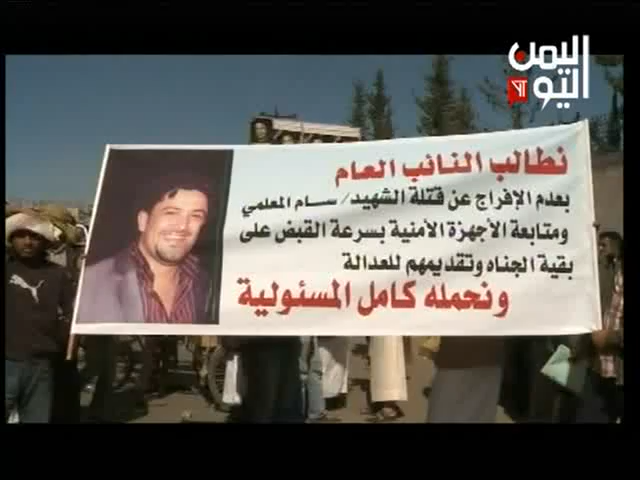 اليمن
اليوم
نطالب النائب العام
بعدم الإفراج عن قتلة الشهيد/ سام المعلمي
ومتابعة الأجهزة الأمنية بسرعة القبض على
بقية الجناه وتقديمهم للعدالة
ونحمله كامل المسئولية